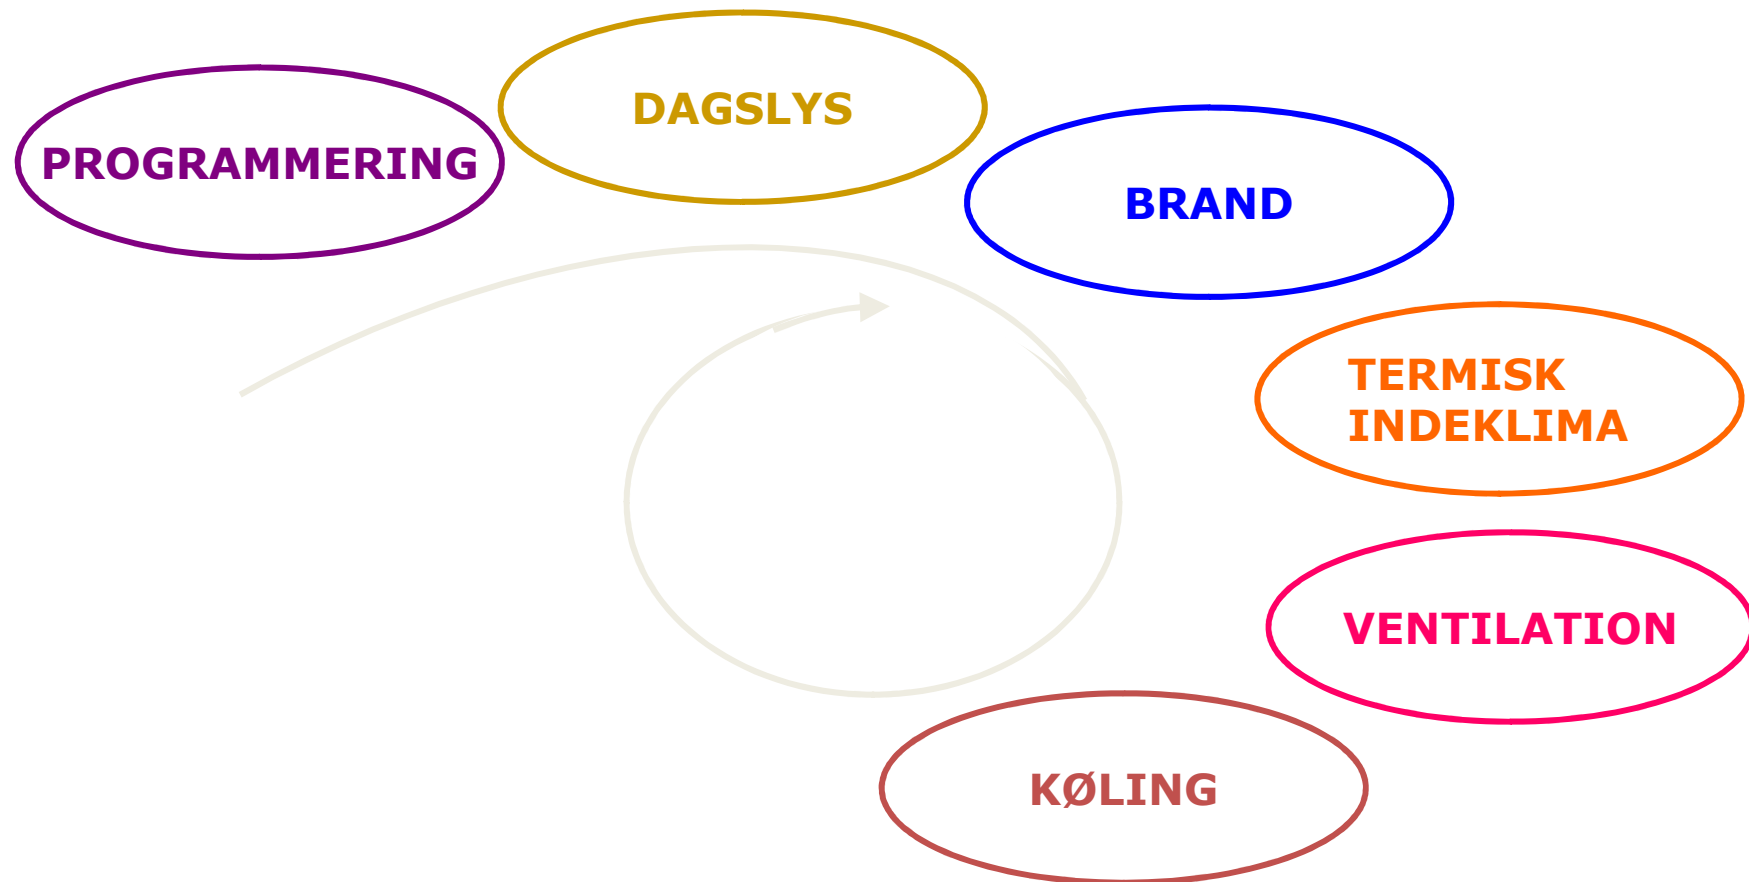 PROGRAMMERING
DAGSLYS
BRAND
TERMISK
INDEKLIMA
VENTILATION
KØLING